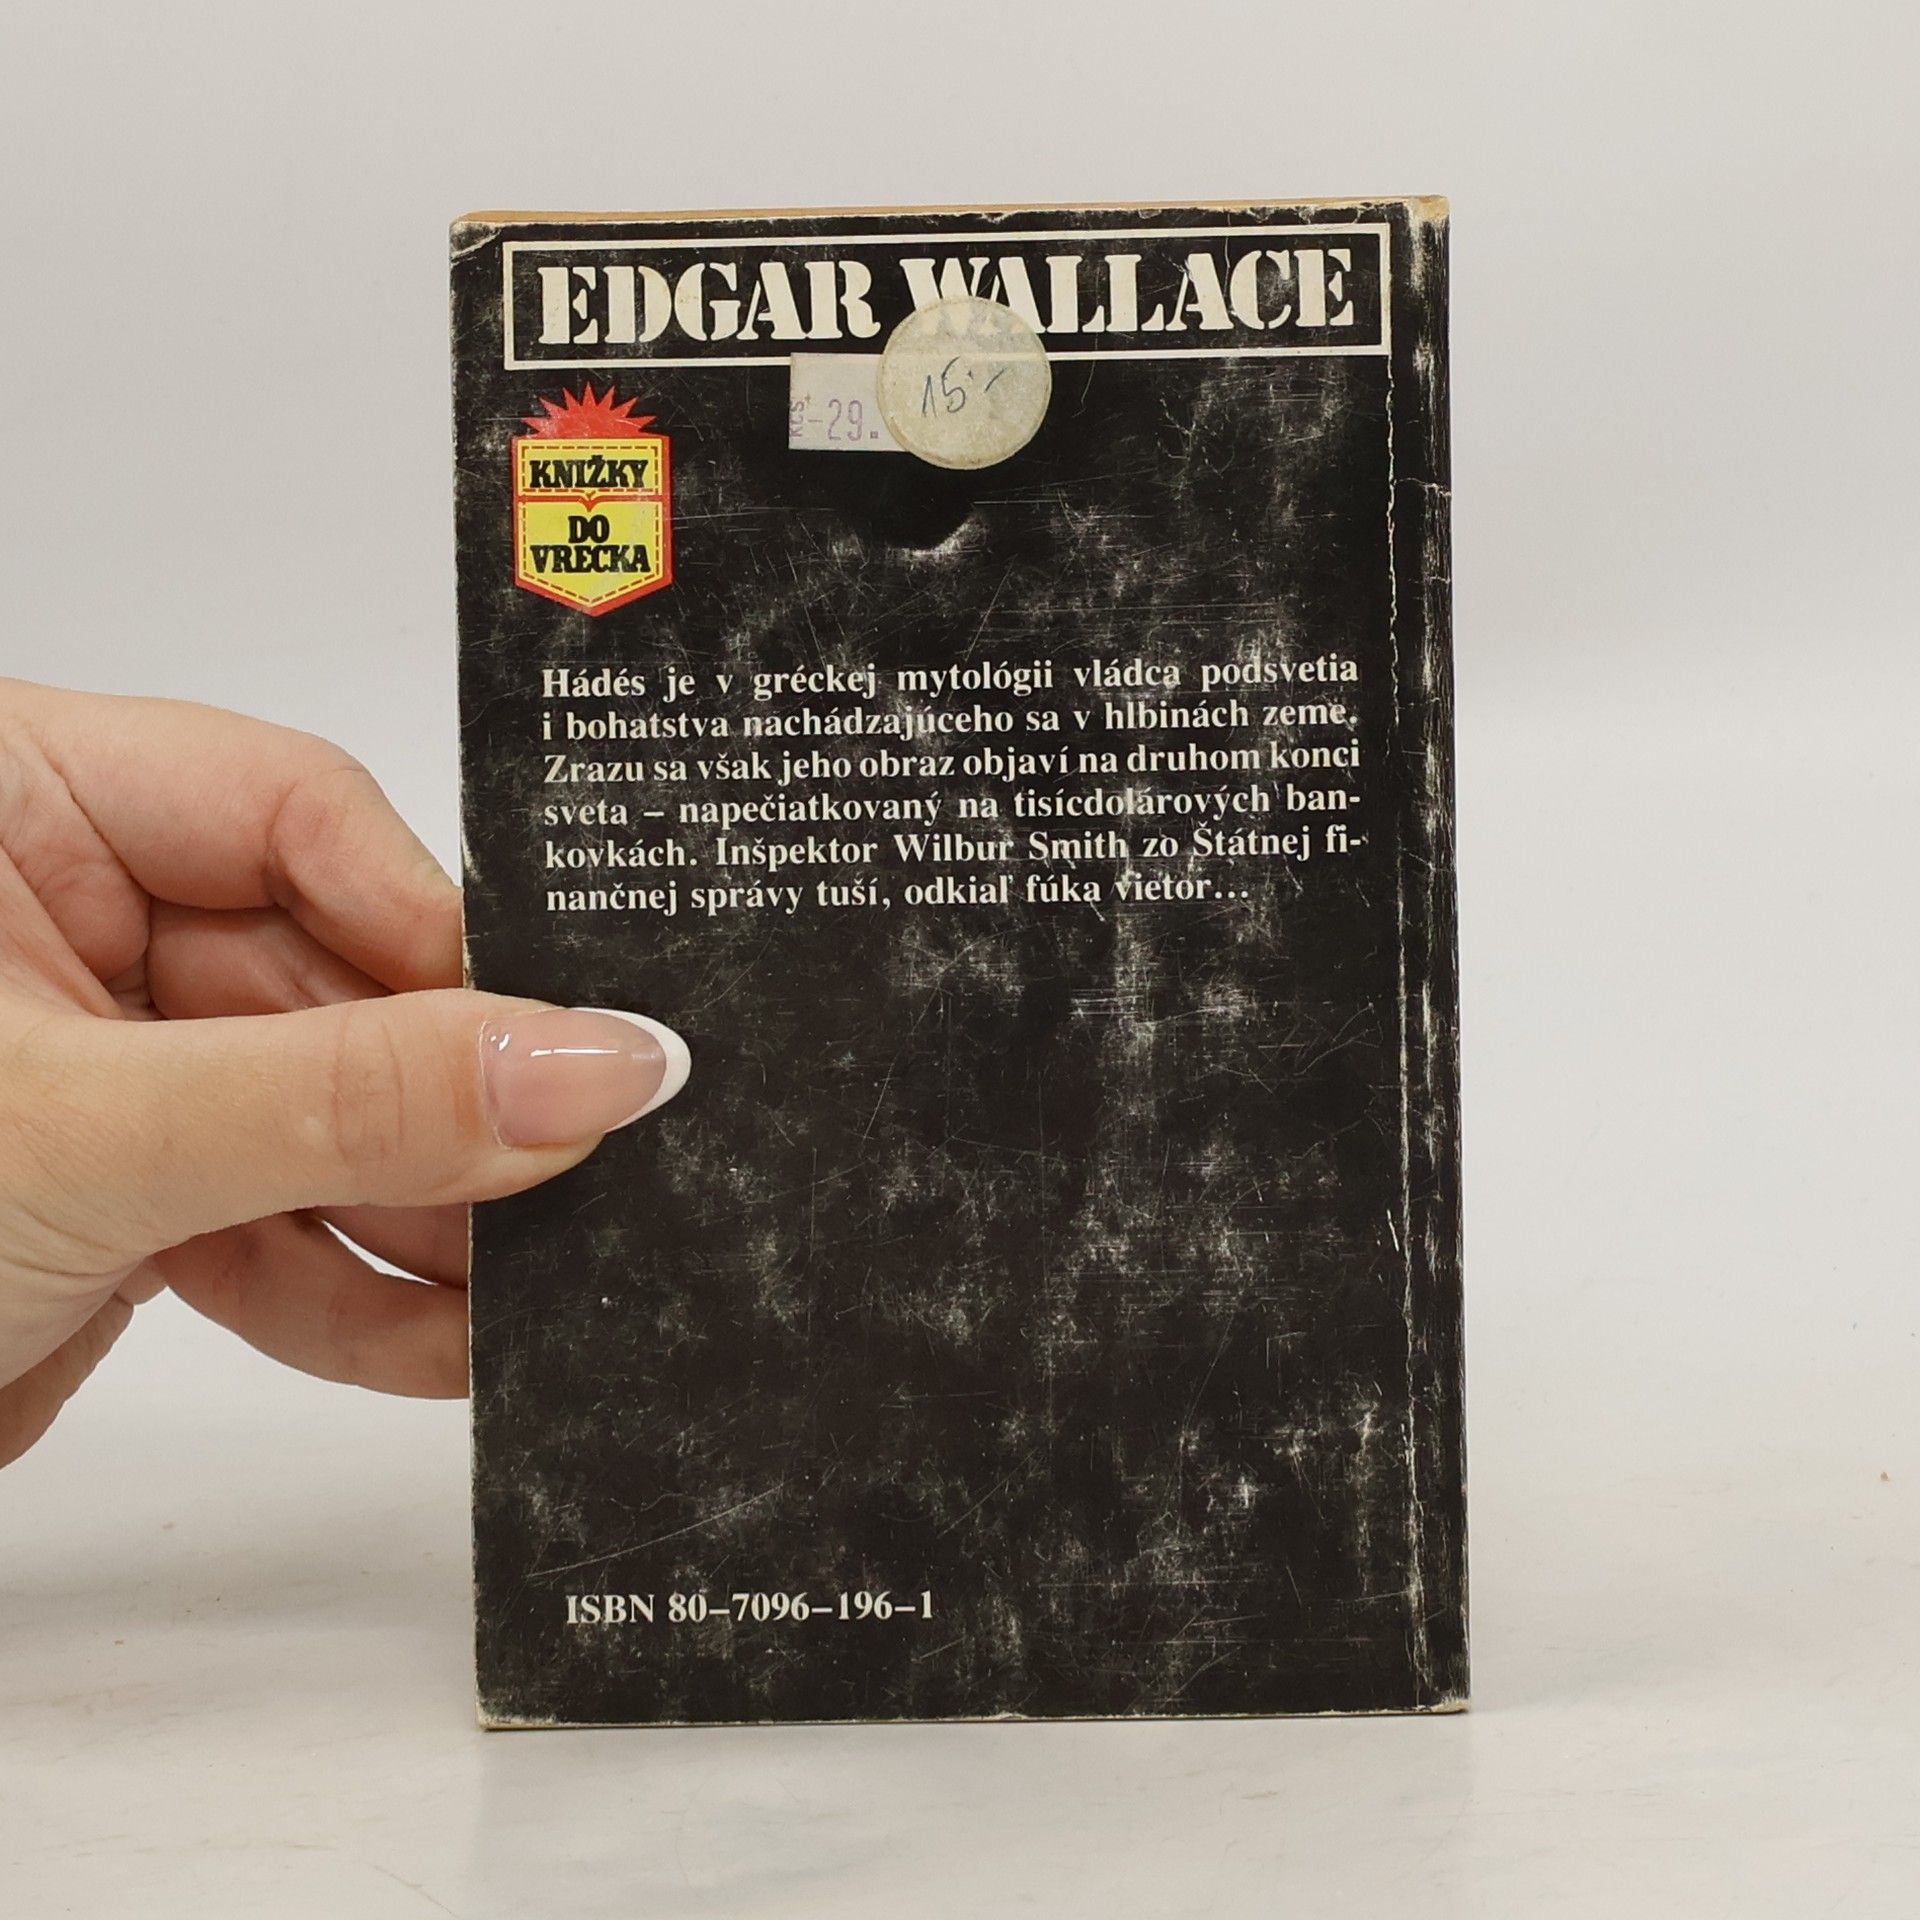 EDGAR WALLACE
Kčs -29.
15.-
KNIŽKY
DO
VRECKA
Hádés je v gréckej mytológii vládca podsvetia
i bohatstva nachádzajúceho sa v hlbinách zeme.
Zrazu sa však jeho obraz objaví na druhom konci
sveta – napečiatkovaný na tisícdolárových ban-
kovkách. Inšpektor Wilbur Smith zo Štátnej fi-
nančnej správy tuší, odkiaľ fúka vietor...
ISBN 80–7096–196–1